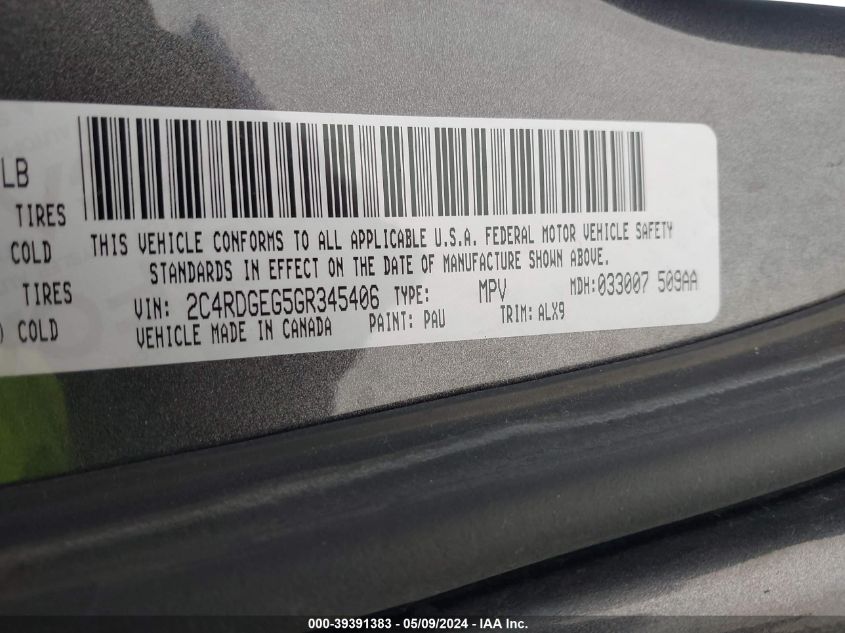 LB
TIRES
COLD
TIRES
) COLD
THIS VEHICLE CONFORMS TO ALL APPLICABLE U.S.A. FEDERAL MOTOR VEHICLE SAFETY
STANDARDS IN EFFECT ON THE DATE OF MANUFACTURE SHOWN ABOVE.
VIN: 2C4RDGEG5GR345406 TYPE: MPV MDH:033007 509AA
VEHICLE MADE IN CANADA PAINT: PAU TRIM: ALX9
000-39391383 / 05/09/2024 - IAA Inc.